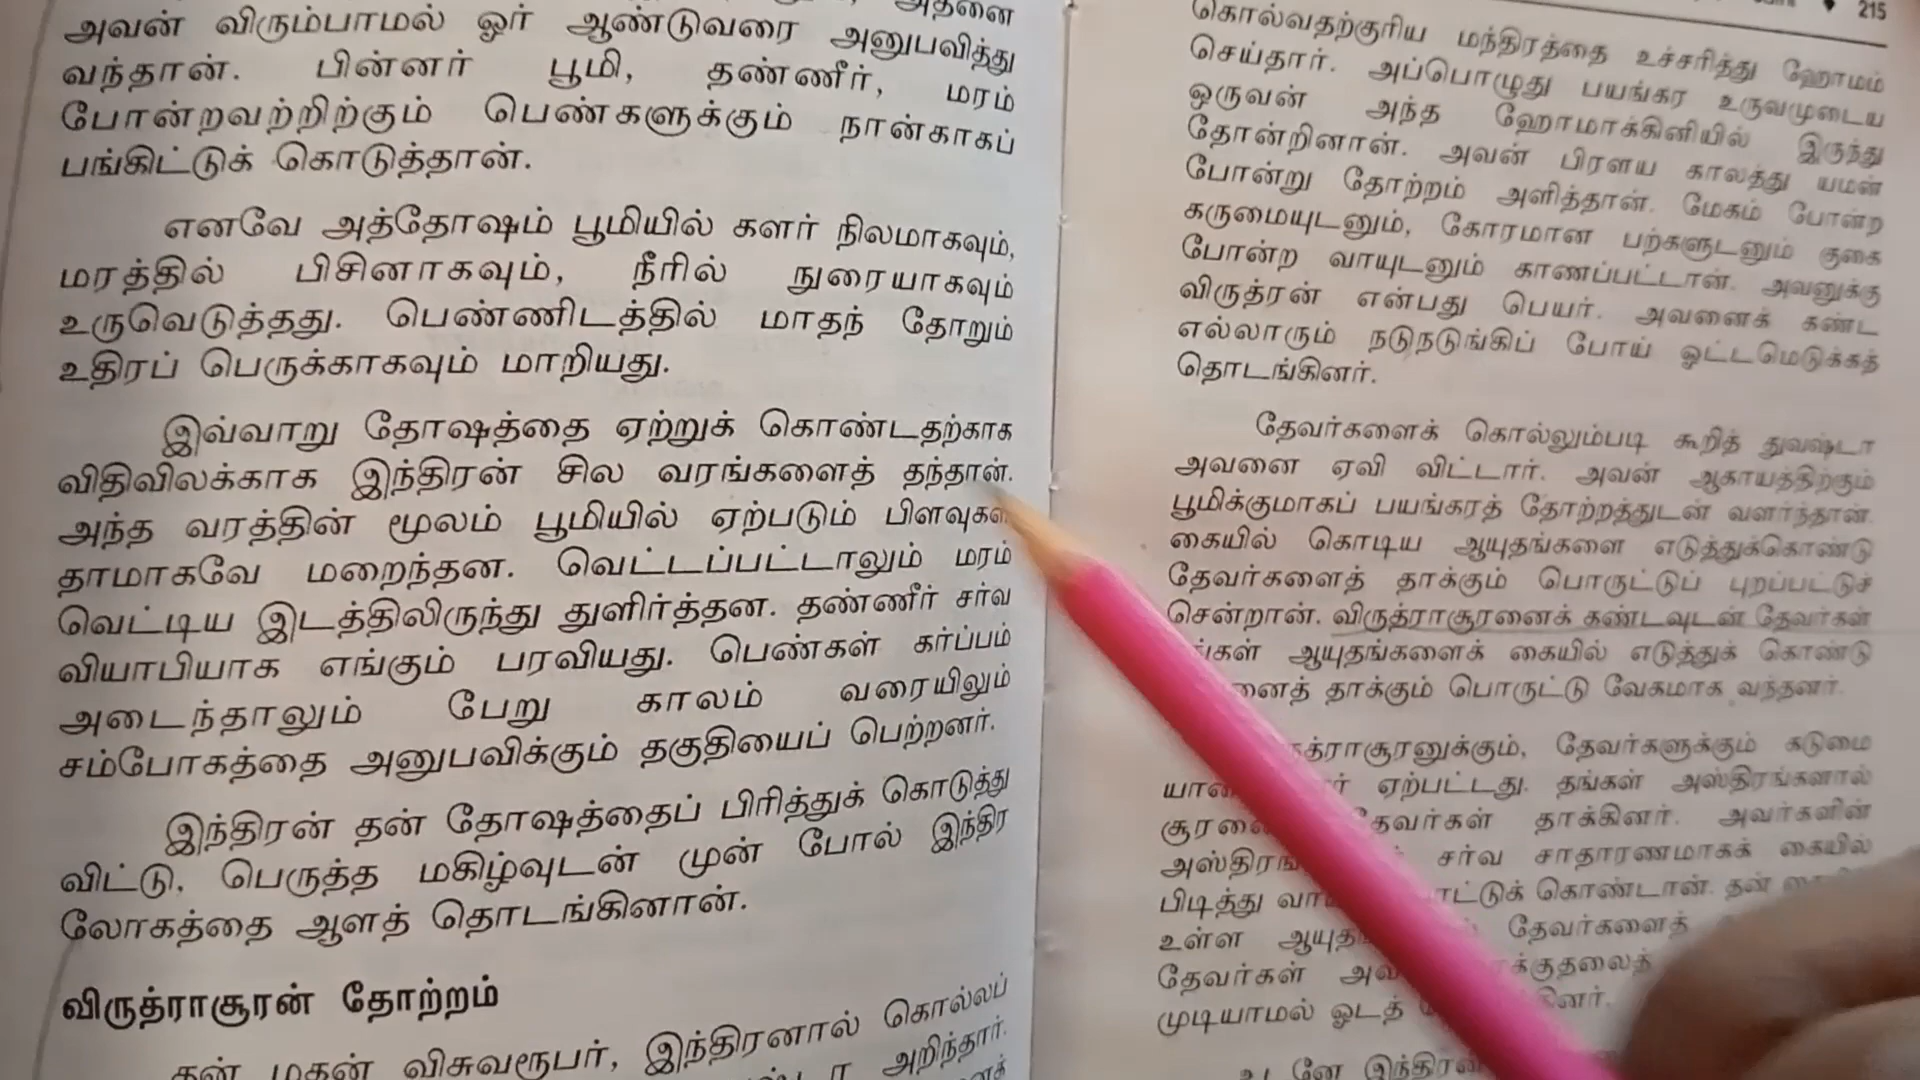 அதனை
அவன் விரும்பாமல் ஓர் ஆண்டுவரை அனுபவித்து
வந்தான். பின்னர் பூமி, தண்ணீர், மரம்
போன்றவற்றிற்கும் பெண்களுக்கும் நான்காகப்
பங்கிட்டுக் கொடுத்தான்.
எனவே அத்தோஷம் பூமியில் களர் நிலமாகவும்,
மரத்தில் பிசினாகவும், நீரில் நுரையாகவும்
உருவெடுத்தது. பெண்ணிடத்தில் மாதந் தோறும்
உதிரப் பெருக்காகவும் மாறியது.
இவ்வாறு தோஷத்தை ஏற்றுக் கொண்டதற்காக
விதிவிலக்காக இந்திரன் சில வரங்களைத் தந்தான்.
அந்த வரத்தின் மூலம் பூமியில் ஏற்படும் பிளவுகள்
தாமாகவே மறைந்தன. வெட்டப்பட்டாலும் மரம்
வெட்டிய இடத்திலிருந்து துளிர்த்தன. தண்ணீர் சர்வ
வியாபியாக எங்கும் பரவியது. பெண்கள் கர்ப்பம்
அடைந்தாலும் பேறு காலம் வரையிலும்
சம்போகத்தை அனுபவிக்கும் தகுதியைப் பெற்றனர்.
இந்திரன் தன் தோஷத்தைப் பிரித்துக் கொடுத்து
விட்டு, பெருத்த மகிழ்வுடன் முன் போல் இந்திர
லோகத்தை ஆளத் தொடங்கினான்.
விருத்ராசூரன் தோற்றம்
தன் மகன் விசுவரூபர், இந்திரனால் கொல்லப்
அறிந்தார்.
215
கொல்வதற்குரிய மந்திரத்தை உச்சரித்து ஹோமம்
செய்தார். அப்பொழுது பயங்கர உருவமுடைய
ஒருவன் அந்த ஹோமாக்கினியில் இருந்து
தோன்றினான். அவன் பிரளய காலத்து யமன்
போன்று தோற்றம் அளித்தான். மேகம் போன்ற
கருமையுடனும், கோரமான பற்களுடனும் குகை
போன்ற வாயுடனும் காணப்பட்டான். அவனுக்கு
விருத்ரன் என்பது பெயர். அவனைக் கண்ட
எல்லாரும் நடுநடுங்கிப் போய் ஓட்டமெடுக்கத்
தொடங்கினர்.
தேவர்களைக் கொல்லும்படி கூறித் துவஷ்டா
அவனை ஏவி விட்டார். அவன் ஆகாயத்திற்கும்
பூமிக்குமாகப் பயங்கரத் தோற்றத்துடன் வளர்ந்தான்.
கையில் கொடிய ஆயுதங்களை எடுத்துக்கொண்டு
தேவர்களைத் தாக்கும் பொருட்டுப் புறப்பட்டுச்
சென்றான். விருத்ராசூரனைக் கண்டவுடன் தேவர்கள்
ஆயுதங்களைக் கையில் எடுத்துக் கொண்டு
தாக்கும் பொருட்டு வேகமாக வந்தனர்.
தேவர்களுக்கும் கடுமை
ஏற்பட்டது. தங்கள் அஸ்திரங்களால்
தேவர்கள் தாக்கினர். அவர்களின்
சர்வ சாதாரணமாகக் கையில்
பிடித்து கொண்டான். தன்
உள்ள தேவர்களைத்
தேவர்கள்
முடியாமல் ஓடத்
உடனே இந்திரன்